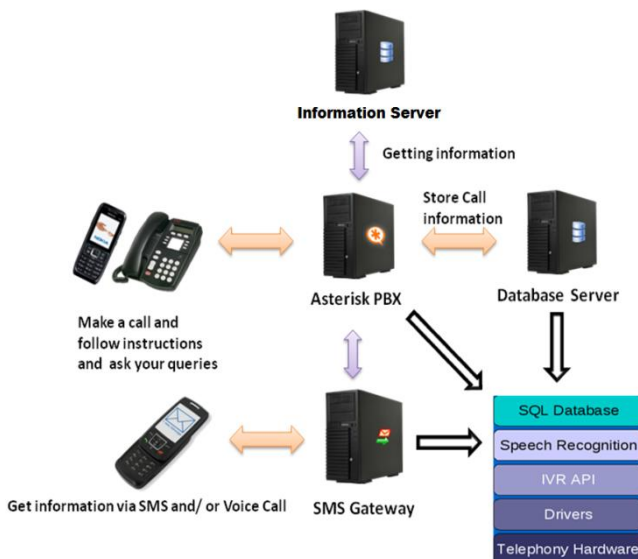 Information Server
Getting information
Store Call
information
Asterisk PBX
Database Server
Make a call and
follow instructions
and ask your queries
SQL Database
Speech Recognition
IVR API
Drivers
Telephony Hardware
Get information via SMS and/ or Voice Call
SMS Gateway